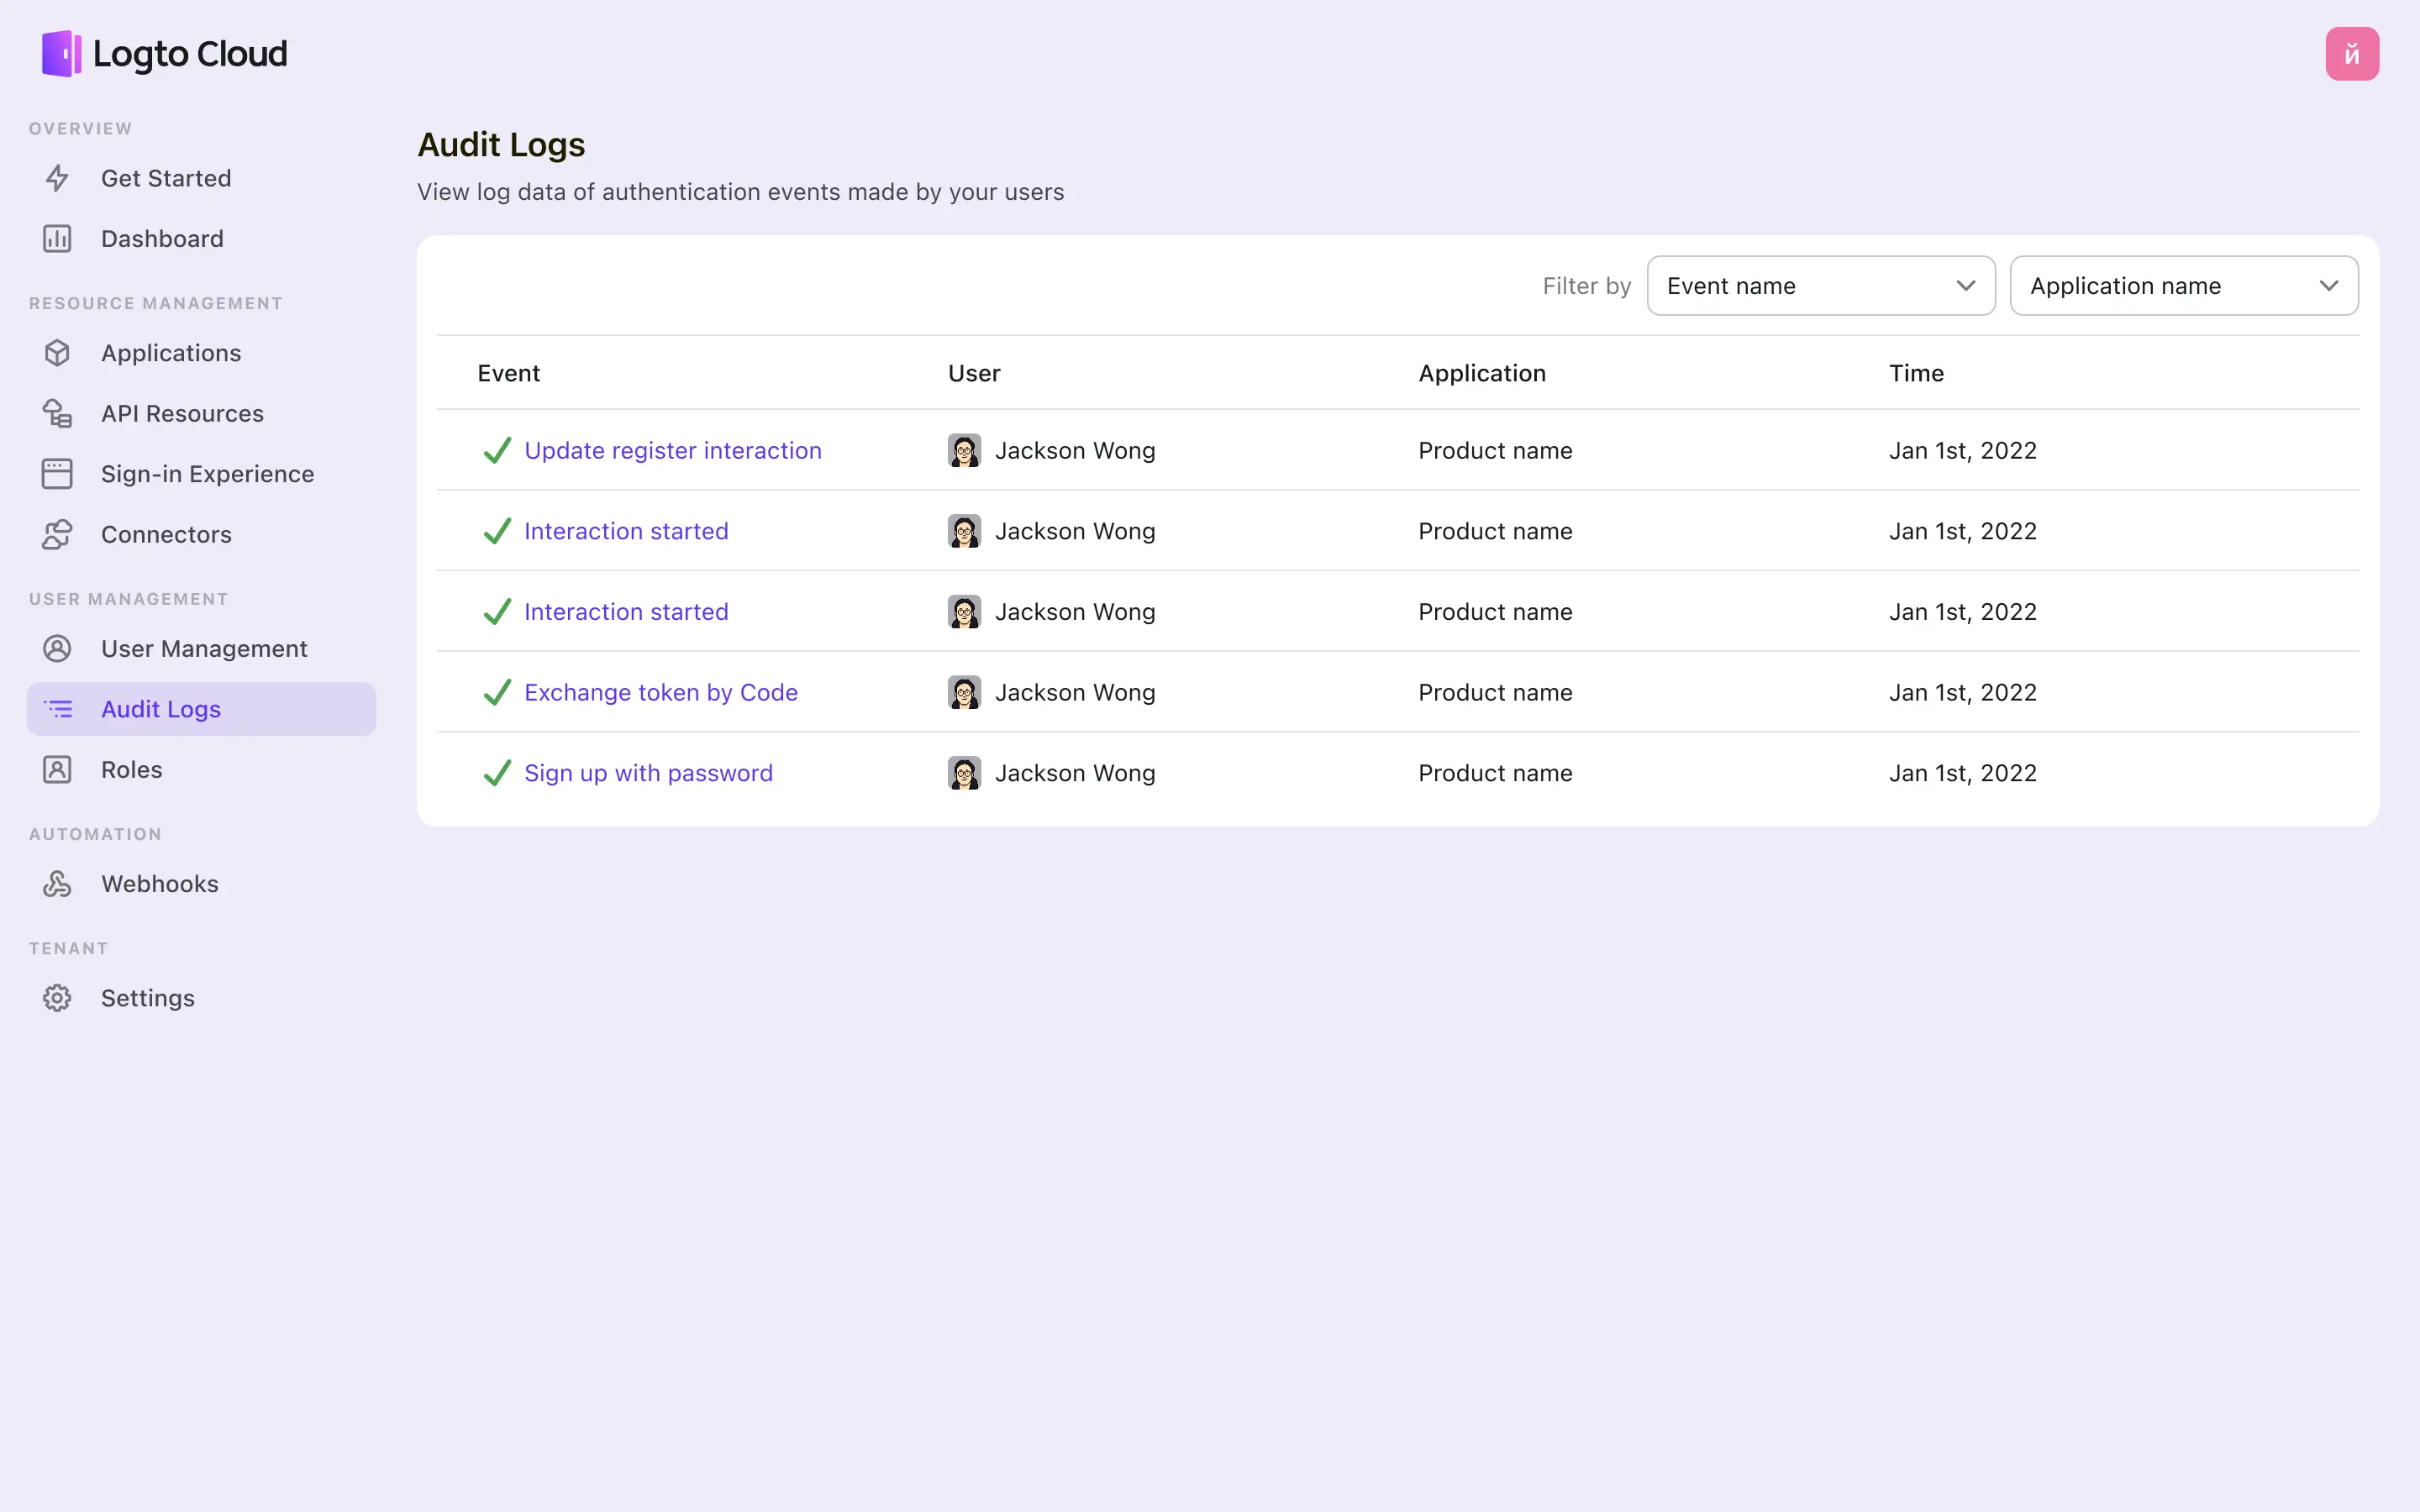 Logto Cloud
й
OVERVIEW
Get Started
Dashboard
RESOURCE MANAGEMENT
Applications
API Resources
Sign-in Experience
Connectors
USER MANAGEMENT
User Management
Audit Logs
Roles
AUTOMATION
Webhooks
TENANT
Settings
Audit Logs
View log data of authentication events made by your users
Filter by Event name Application name
Event User Application Time
Update register interaction Jackson Wong Product name Jan 1st, 2022
Interaction started Jackson Wong Product name Jan 1st, 2022
Interaction started Jackson Wong Product name Jan 1st, 2022
Exchange token by Code Jackson Wong Product name Jan 1st, 2022
Sign up with password Jackson Wong Product name Jan 1st, 2022